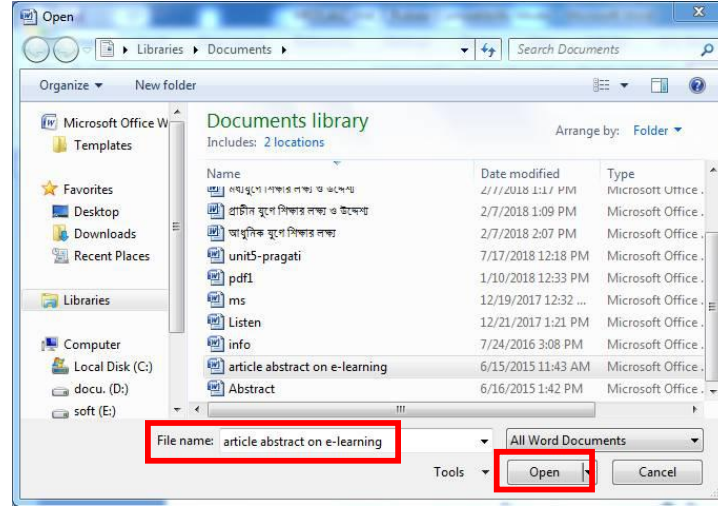 Open
Libraries Documents
Search Documents
Organize New folder
Microsoft Office W
Templates
Favorites
Desktop
Downloads
Recent Places
Libraries
Computer
Local Disk (C:)
docu. (D:)
soft (E:)
Documents library
Includes: 2 locations
Arrange by: Folder
Name Date modified Type
মধ্যযুগে শিক্ষার লক্ষ্য ও উদ্দেশ্য 2/7/2018 1:17 PM Microsoft Office .
প্রাচীন যুগে শিক্ষার লক্ষ্য ও উদ্দেশ্য 2/7/2018 1:09 PM Microsoft Office .
আধুনিক যুগে শিক্ষার লক্ষ্য 2/7/2018 2:07 PM Microsoft Office .
unit5-pragati 7/17/2018 12:18 PM Microsoft Office .
pdf1 1/10/2018 12:33 PM Microsoft Office .
ms 12/19/2017 12:32 ... Microsoft Office .
Listen 12/21/2017 1:21 PM Microsoft Office .
info 7/24/2016 3:08 PM Microsoft Office .
article abstract on e-learning 6/15/2015 11:43 AM Microsoft Office .
Abstract 6/16/2015 1:42 PM Microsoft Office .
File name: article abstract on e-learning All Word Documents
Tools Open Cancel